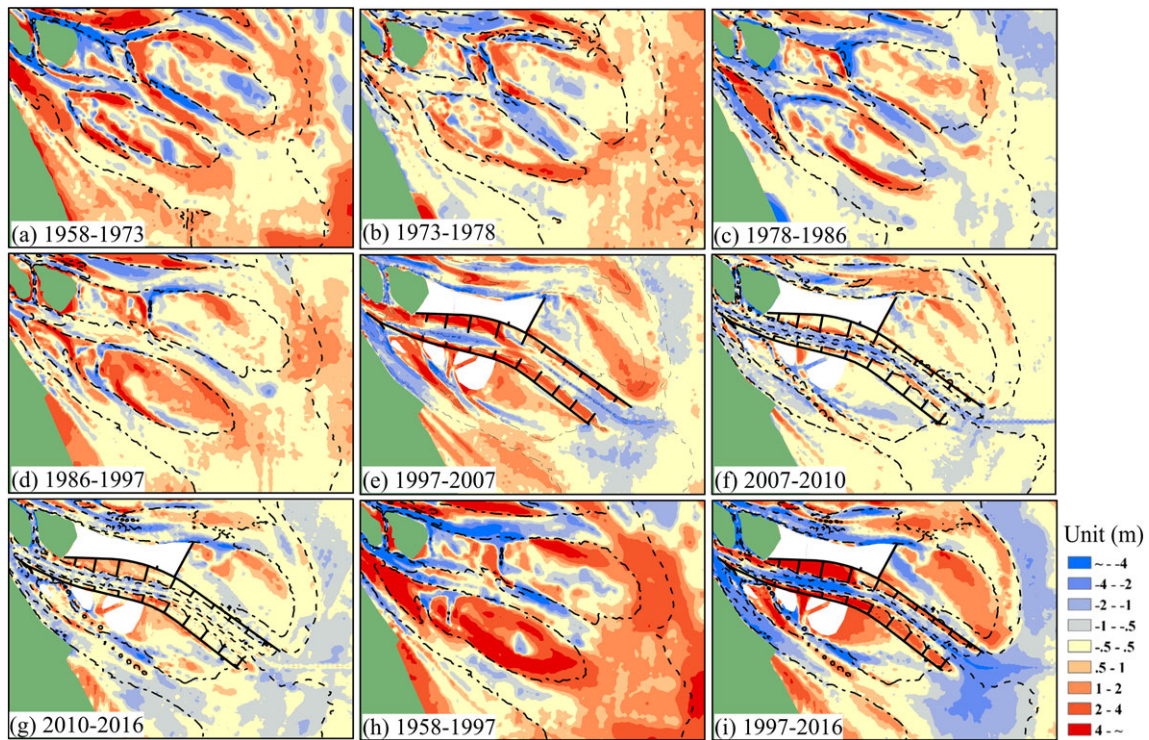 (a) 1958-1973
(b) 1973-1978
(c) 1978-1986
(d) 1986-1997
(e) 1997-2007
(f) 2007-2010
(g) 2010-2016
(h) 1958-1997
(i) 1997-2016
Unit (m)
~ - -4
-4 - -2
-2 - -1
-1 - -.5
-.5 - .5
.5 - 1
1 - 2
2 - 4
4 - ~